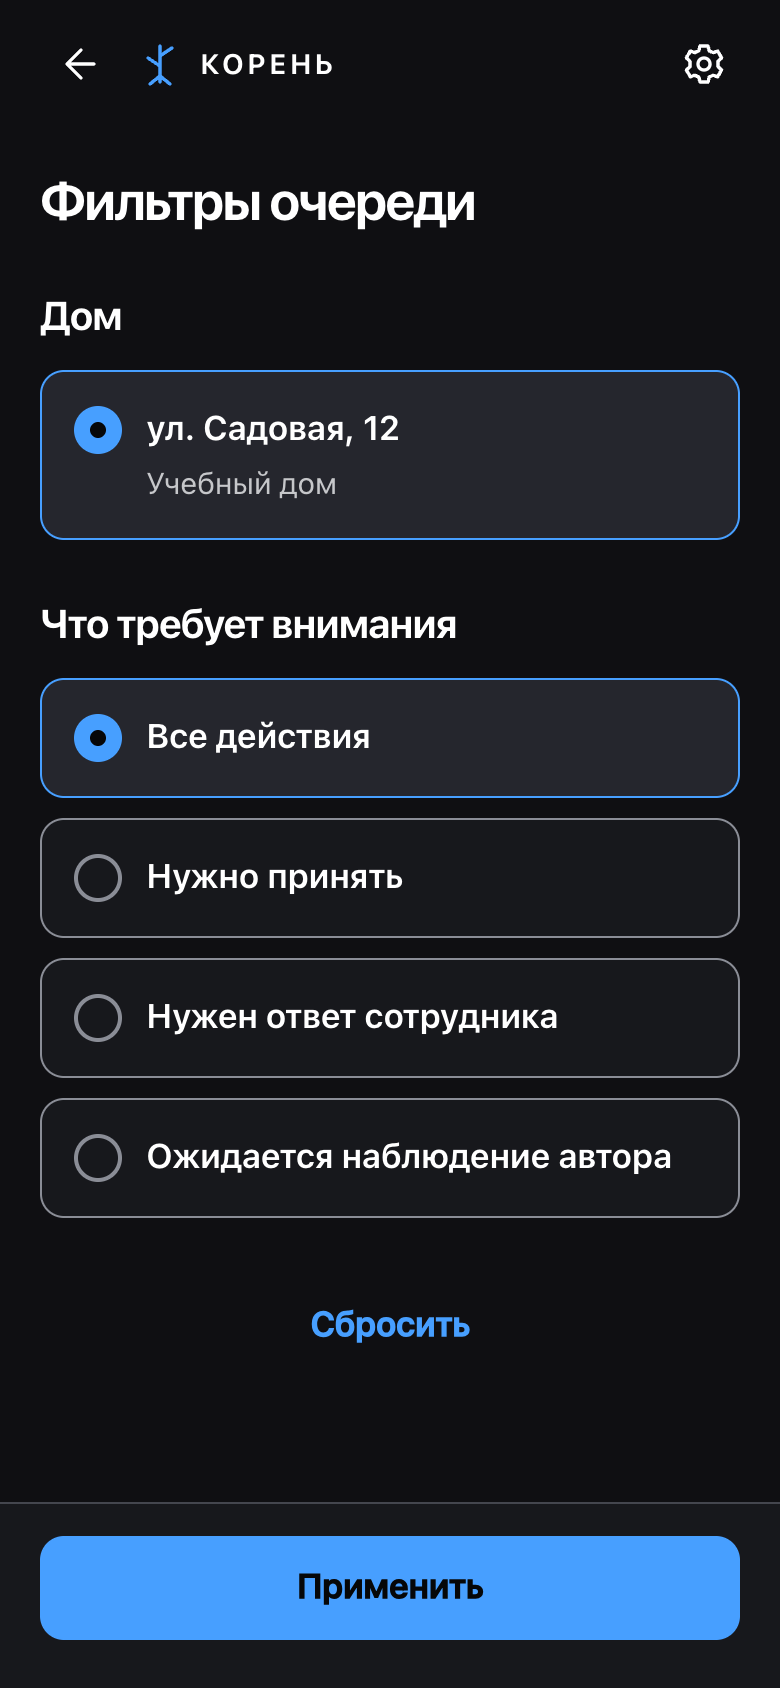 КОРЕНЬ
Фильтры очереди
Дом
ул. Садовая, 12
Учебный дом
Что требует внимания
Все действия
Нужно принять
Нужен ответ сотрудника
Ожидается наблюдение автора
Сбросить
Применить